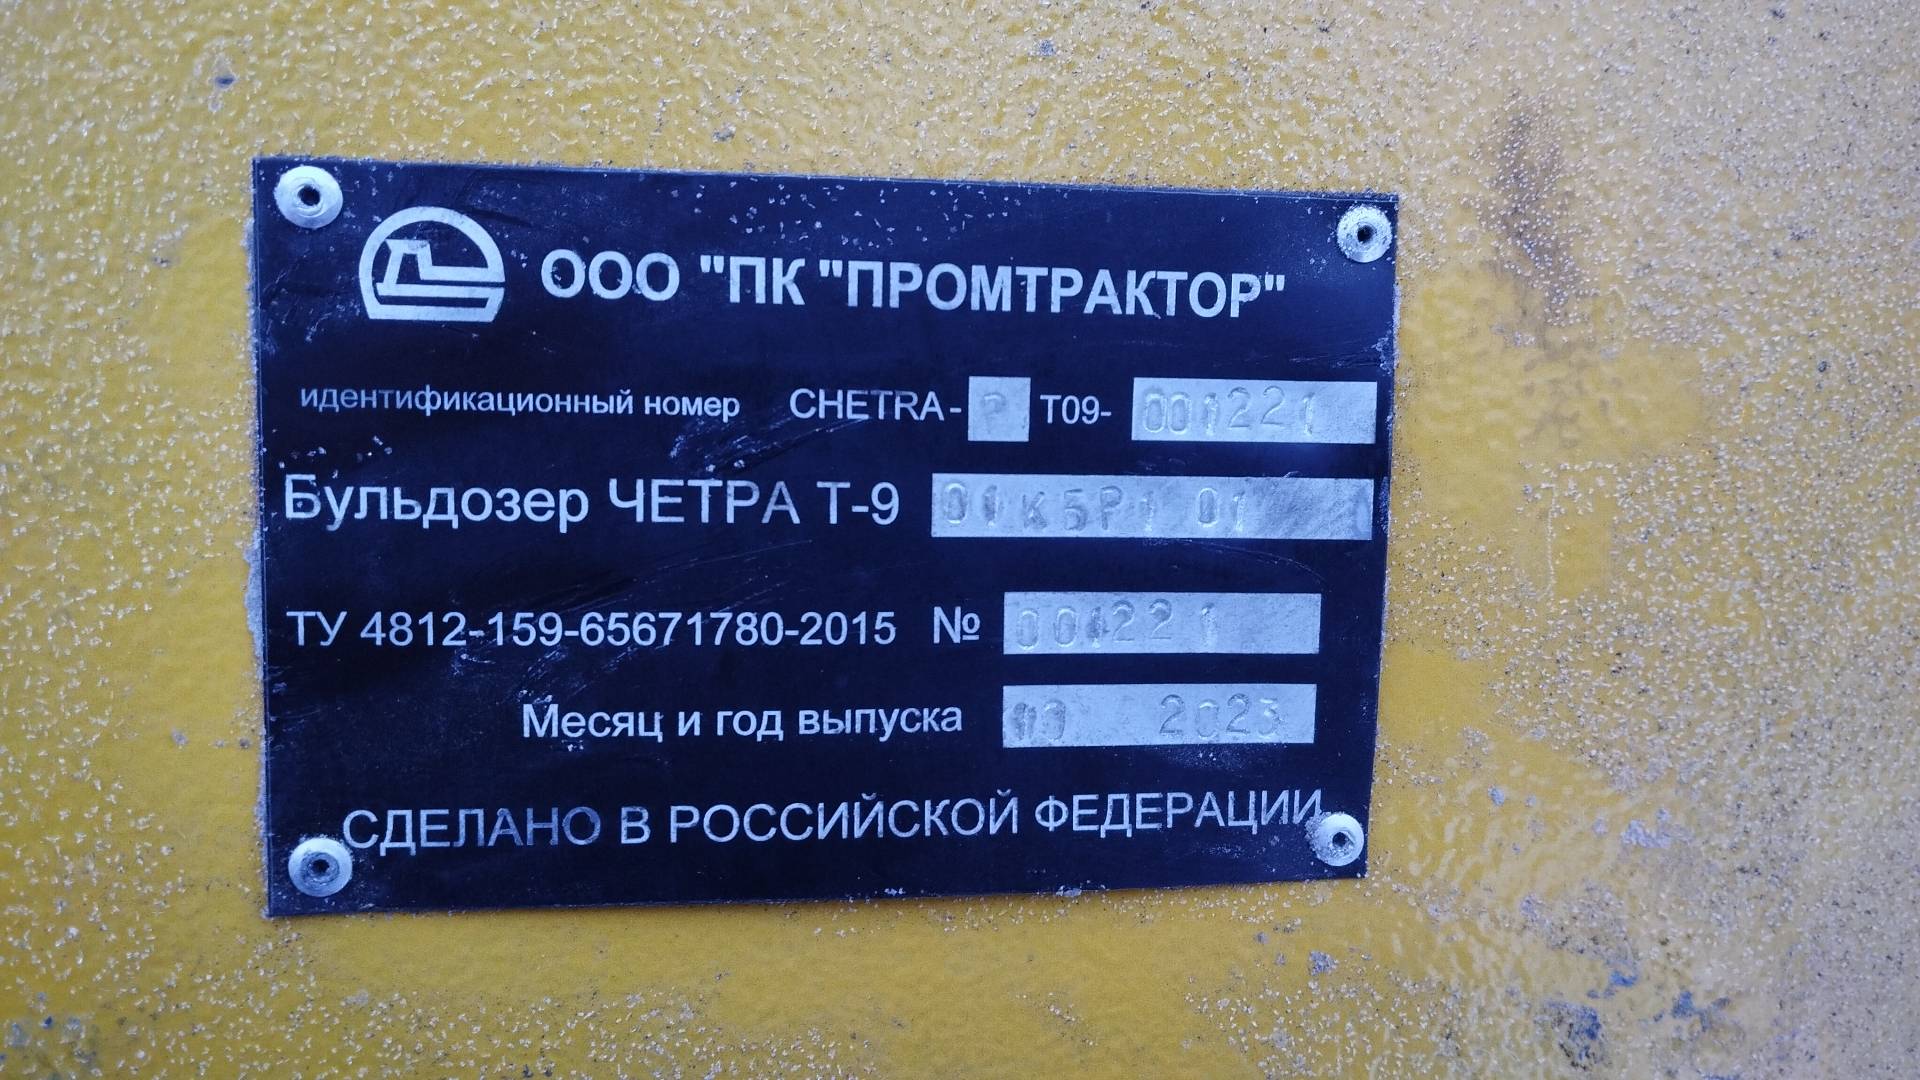 ООО "ПК "ПРОМТРАКТОР"
идентификационный номер CHETRA- P T09- 001221
Бульдозер ЧЕТРА Т-9 01К5Р1 01
ТУ 4812-159-65671780-2015 № 001221
Месяц и год выпуска 2023
СДЕЛАНО В РОССИЙСКОЙ ФЕДЕРАЦИИ